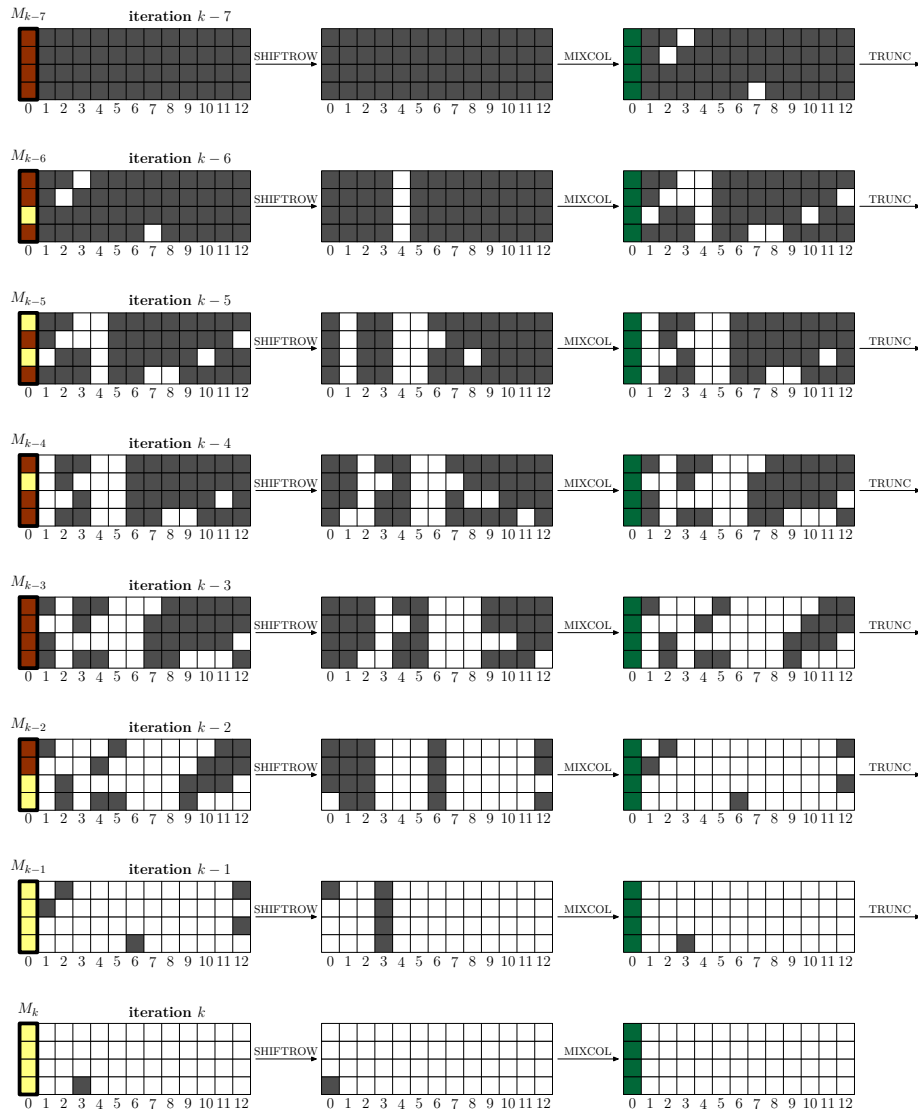 $M_{k-7}$ iteration $k-7$
SHIFTROW MIXCOL TRUNC
0 1 2 3 4 5 6 7 8 9 10 11 12 0 1 2 3 4 5 6 7 8 9 10 11 12 0 1 2 3 4 5 6 7 8 9 10 11 12
$M_{k-6}$ iteration $k-6$
SHIFTROW MIXCOL TRUNC
0 1 2 3 4 5 6 7 8 9 10 11 12 0 1 2 3 4 5 6 7 8 9 10 11 12 0 1 2 3 4 5 6 7 8 9 10 11 12
$M_{k-5}$ iteration $k-5$
SHIFTROW MIXCOL TRUNC
0 1 2 3 4 5 6 7 8 9 10 11 12 0 1 2 3 4 5 6 7 8 9 10 11 12 0 1 2 3 4 5 6 7 8 9 10 11 12
$M_{k-4}$ iteration $k-4$
SHIFTROW MIXCOL TRUNC
0 1 2 3 4 5 6 7 8 9 10 11 12 0 1 2 3 4 5 6 7 8 9 10 11 12 0 1 2 3 4 5 6 7 8 9 10 11 12
$M_{k-3}$ iteration $k-3$
SHIFTROW MIXCOL TRUNC
0 1 2 3 4 5 6 7 8 9 10 11 12 0 1 2 3 4 5 6 7 8 9 10 11 12 0 1 2 3 4 5 6 7 8 9 10 11 12
$M_{k-2}$ iteration $k-2$
SHIFTROW MIXCOL TRUNC
0 1 2 3 4 5 6 7 8 9 10 11 12 0 1 2 3 4 5 6 7 8 9 10 11 12 0 1 2 3 4 5 6 7 8 9 10 11 12
$M_{k-1}$ iteration $k-1$
SHIFTROW MIXCOL TRUNC
0 1 2 3 4 5 6 7 8 9 10 11 12 0 1 2 3 4 5 6 7 8 9 10 11 12 0 1 2 3 4 5 6 7 8 9 10 11 12
$M_k$ iteration $k$
SHIFTROW MIXCOL
0 1 2 3 4 5 6 7 8 9 10 11 12 0 1 2 3 4 5 6 7 8 9 10 11 12 0 1 2 3 4 5 6 7 8 9 10 11 12